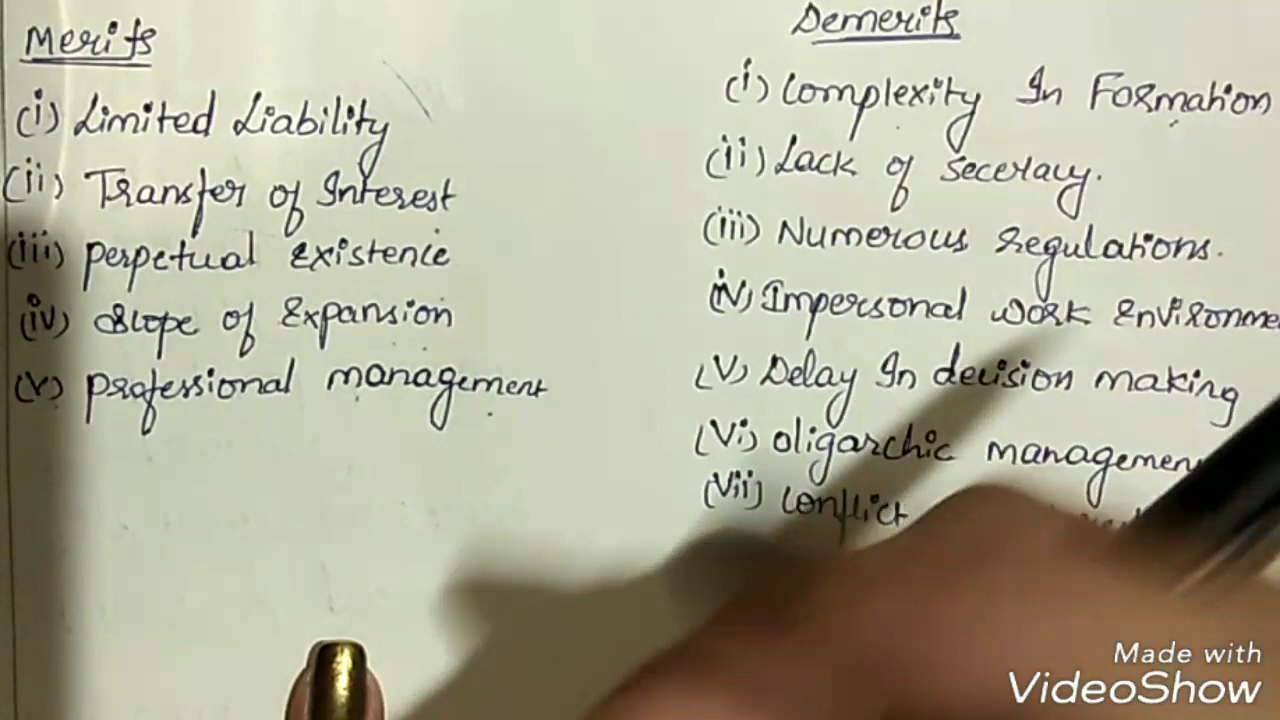 Merits
(i) Limited Liability
(ii) Transfer of Interest
(iii) perpetual existence
(iv) Scope of Expansion
(v) professional management
Demerits
(i) Complexity In Formation
(ii) Lack of Seceracy.
(iii) Numerous regulations.
(iv) Impersonal work Environme
(v) Delay In decision making
(vi) oligarchic managemen
(vii) Conflict
Made with
VideoShow